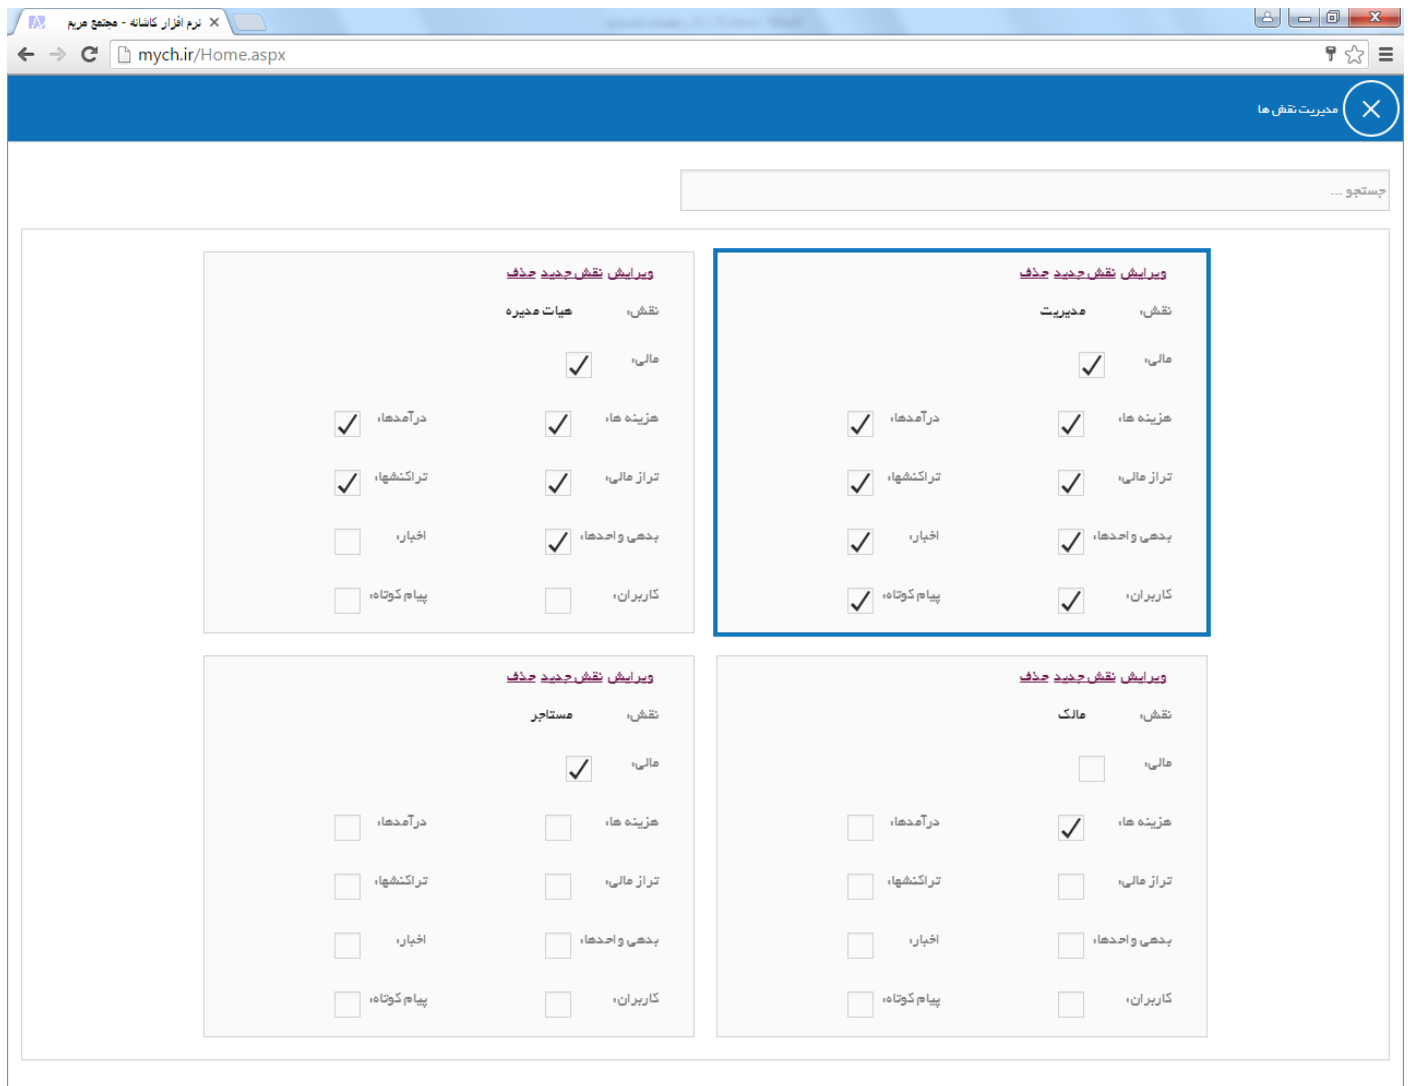 نرم افزار کاشانه - مجتمع مریم
mych.ir/Home.aspx
مدیریت نقش ها
جستجو ...
ویرایش نقش جدید حذف
نقش: مدیریت
مالی:
هزینه ها: درآمدها:
تراز مالی: تراکنشها:
بدهی واحدها: اخبار:
کاربران: پیام کوتاه:
ویرایش نقش جدید حذف
نقش: هیات مدیره
مالی:
هزینه ها: درآمدها:
تراز مالی: تراکنشها:
بدهی واحدها: اخبار:
کاربران: پیام کوتاه:
ویرایش نقش جدید حذف
نقش: مالک
مالی:
هزینه ها: درآمدها:
تراز مالی: تراکنشها:
بدهی واحدها: اخبار:
کاربران: پیام کوتاه:
ویرایش نقش جدید حذف
نقش: مستاجر
مالی:
هزینه ها: درآمدها:
تراز مالی: تراکنشها:
بدهی واحدها: اخبار:
کاربران: پیام کوتاه: